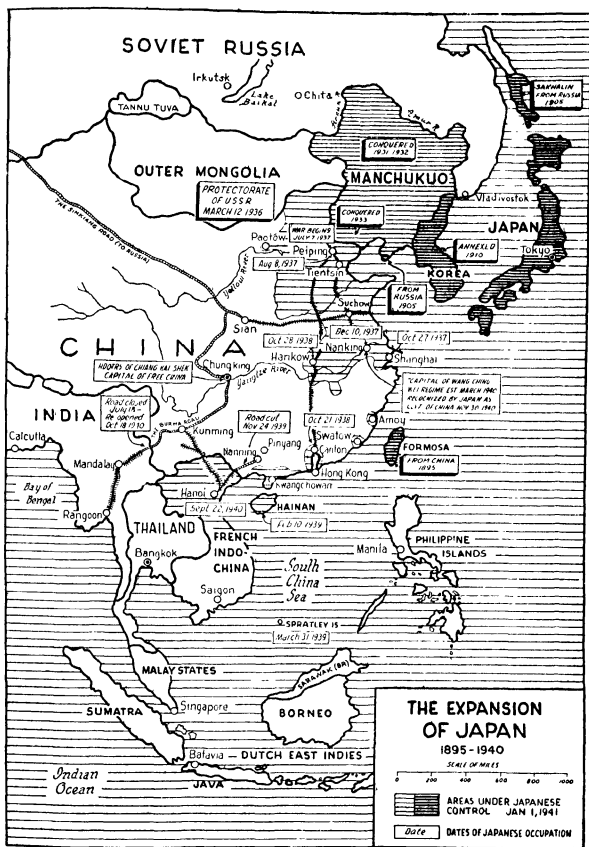 SOVIET RUSSIA
Irkutsk
Lake
Baikal
Chita
Amur R
SAKHALIN
FROM RUSSIA
1905
TANNU TUVA
CONQUERED
1931 1932
OUTER MONGOLIA
MANCHUKUO
PROTECTORATE
OF USSR
MARCH 12 1936
Vladivostok
CONQUERED
1933
WAR BEGINS
JULY 7 1937
JAPAN
THE SINKIANG ROAD (TO RUSSIA)
Paotow
Peiping
ANNEXED
1910
Tokyo
Aug 8, 1937
Tientsin
KOREA
Yellow River
FROM
RUSSIA
1905
Suchow
Sian
Dec 10, 1937
Oct 27 1937
CHINA
Oct 28 1938
Nanking
Hankow
Shanghai
HDQERS OF CHIANG KAI SHEK
CAPITAL OF FREE CHINA
Chungking
Yangtze River
CAPITAL OF WANG CHING
WEI REGIME EST MARCH 1940
RECOGNIZED BY JAPAN AS
OF CHINA NOV 30 1940
INDIA
Road closed
July 18 -
Re opened
Oct 18 1940
BURMA ROAD
Road cut
Nov 24 1939
Oct 21 1938
Amoy
Calcutta
Kunming
Pinyang
Swatow
Nanning
Canton
FORMOSA
FROM CHINA
1895
Mandalay
Hong Kong
Bay of
Bengal
Hanoi
Kwangchowan
Sept 22, 1940
HAINAN
Rangoon
Feb 10 1939
THAILAND
FRENCH
INDO-
CHINA
Manila
PHILIPPINE
ISLANDS
Bangkok
South
China
Sea
Saigon
SPRATLEY IS
March 31 1939
MALAY STATES
SARAWAK (BR)
SUMATRA
Singapore
BORNEO
Batavia
DUTCH EAST INDIES
JAVA
Indian
Ocean
THE EXPANSION
OF JAPAN
1895-1940
SCALE OF MILES
0 200 400 600 800 1000
AREAS UNDER JAPANESE
CONTROL JAN 1, 1941
Date
DATES OF JAPANESE OCCUPATION